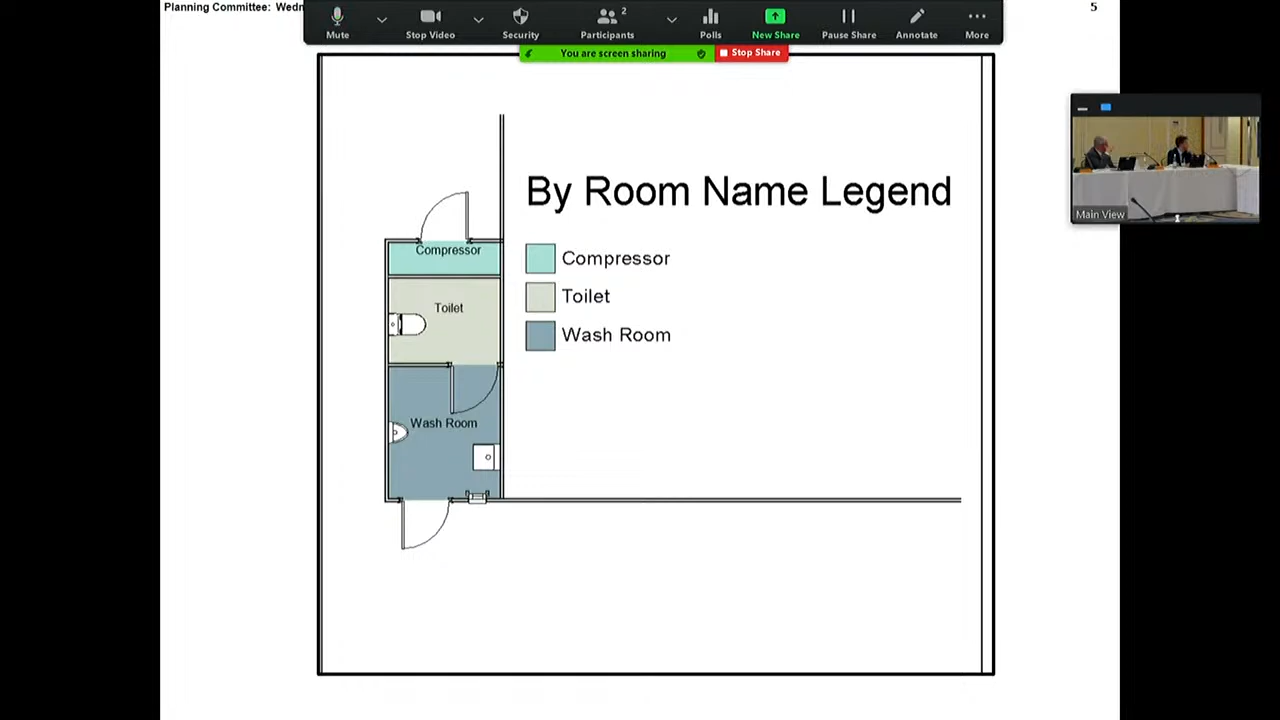 Planning Committee: Wedn
5
2
Mute
Stop Video
Security
Participants
Polls
New Share
Pause Share
Annotate
More
You are screen sharing
Stop Share
Main View
By Room Name Legend
Compressor
Toilet
Wash Room
Compressor
Toilet
Wash Room